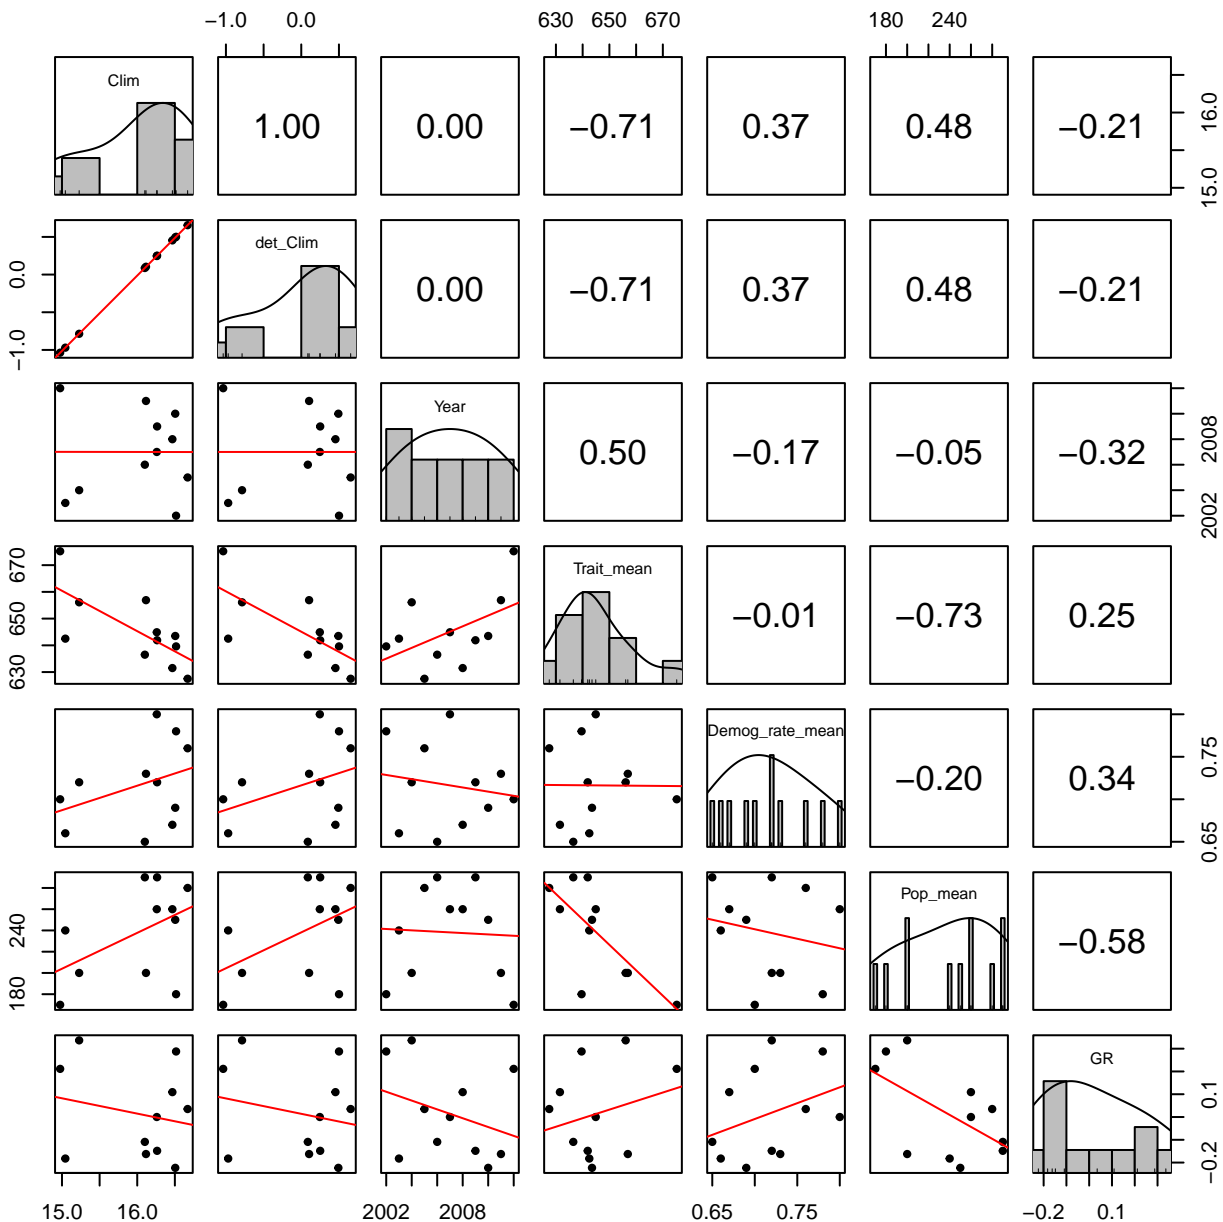 −1.0 0.0 630 650 670 180 240
Clim 1.00 0.00 −0.71 0.37 0.48 −0.21 15.0 16.0
−1.0 0.0 det_Clim 0.00 −0.71 0.37 0.48 −0.21
Year 0.50 −0.17 −0.05 −0.32 2002 2008
630 650 670 Trait_mean −0.01 −0.73 0.25
Demog_rate_mean −0.20 0.34 0.65 0.75
180 240 Pop_mean −0.58
GR −0.2 0.1
15.0 16.0 2002 2008 0.65 0.75 −0.2 0.1